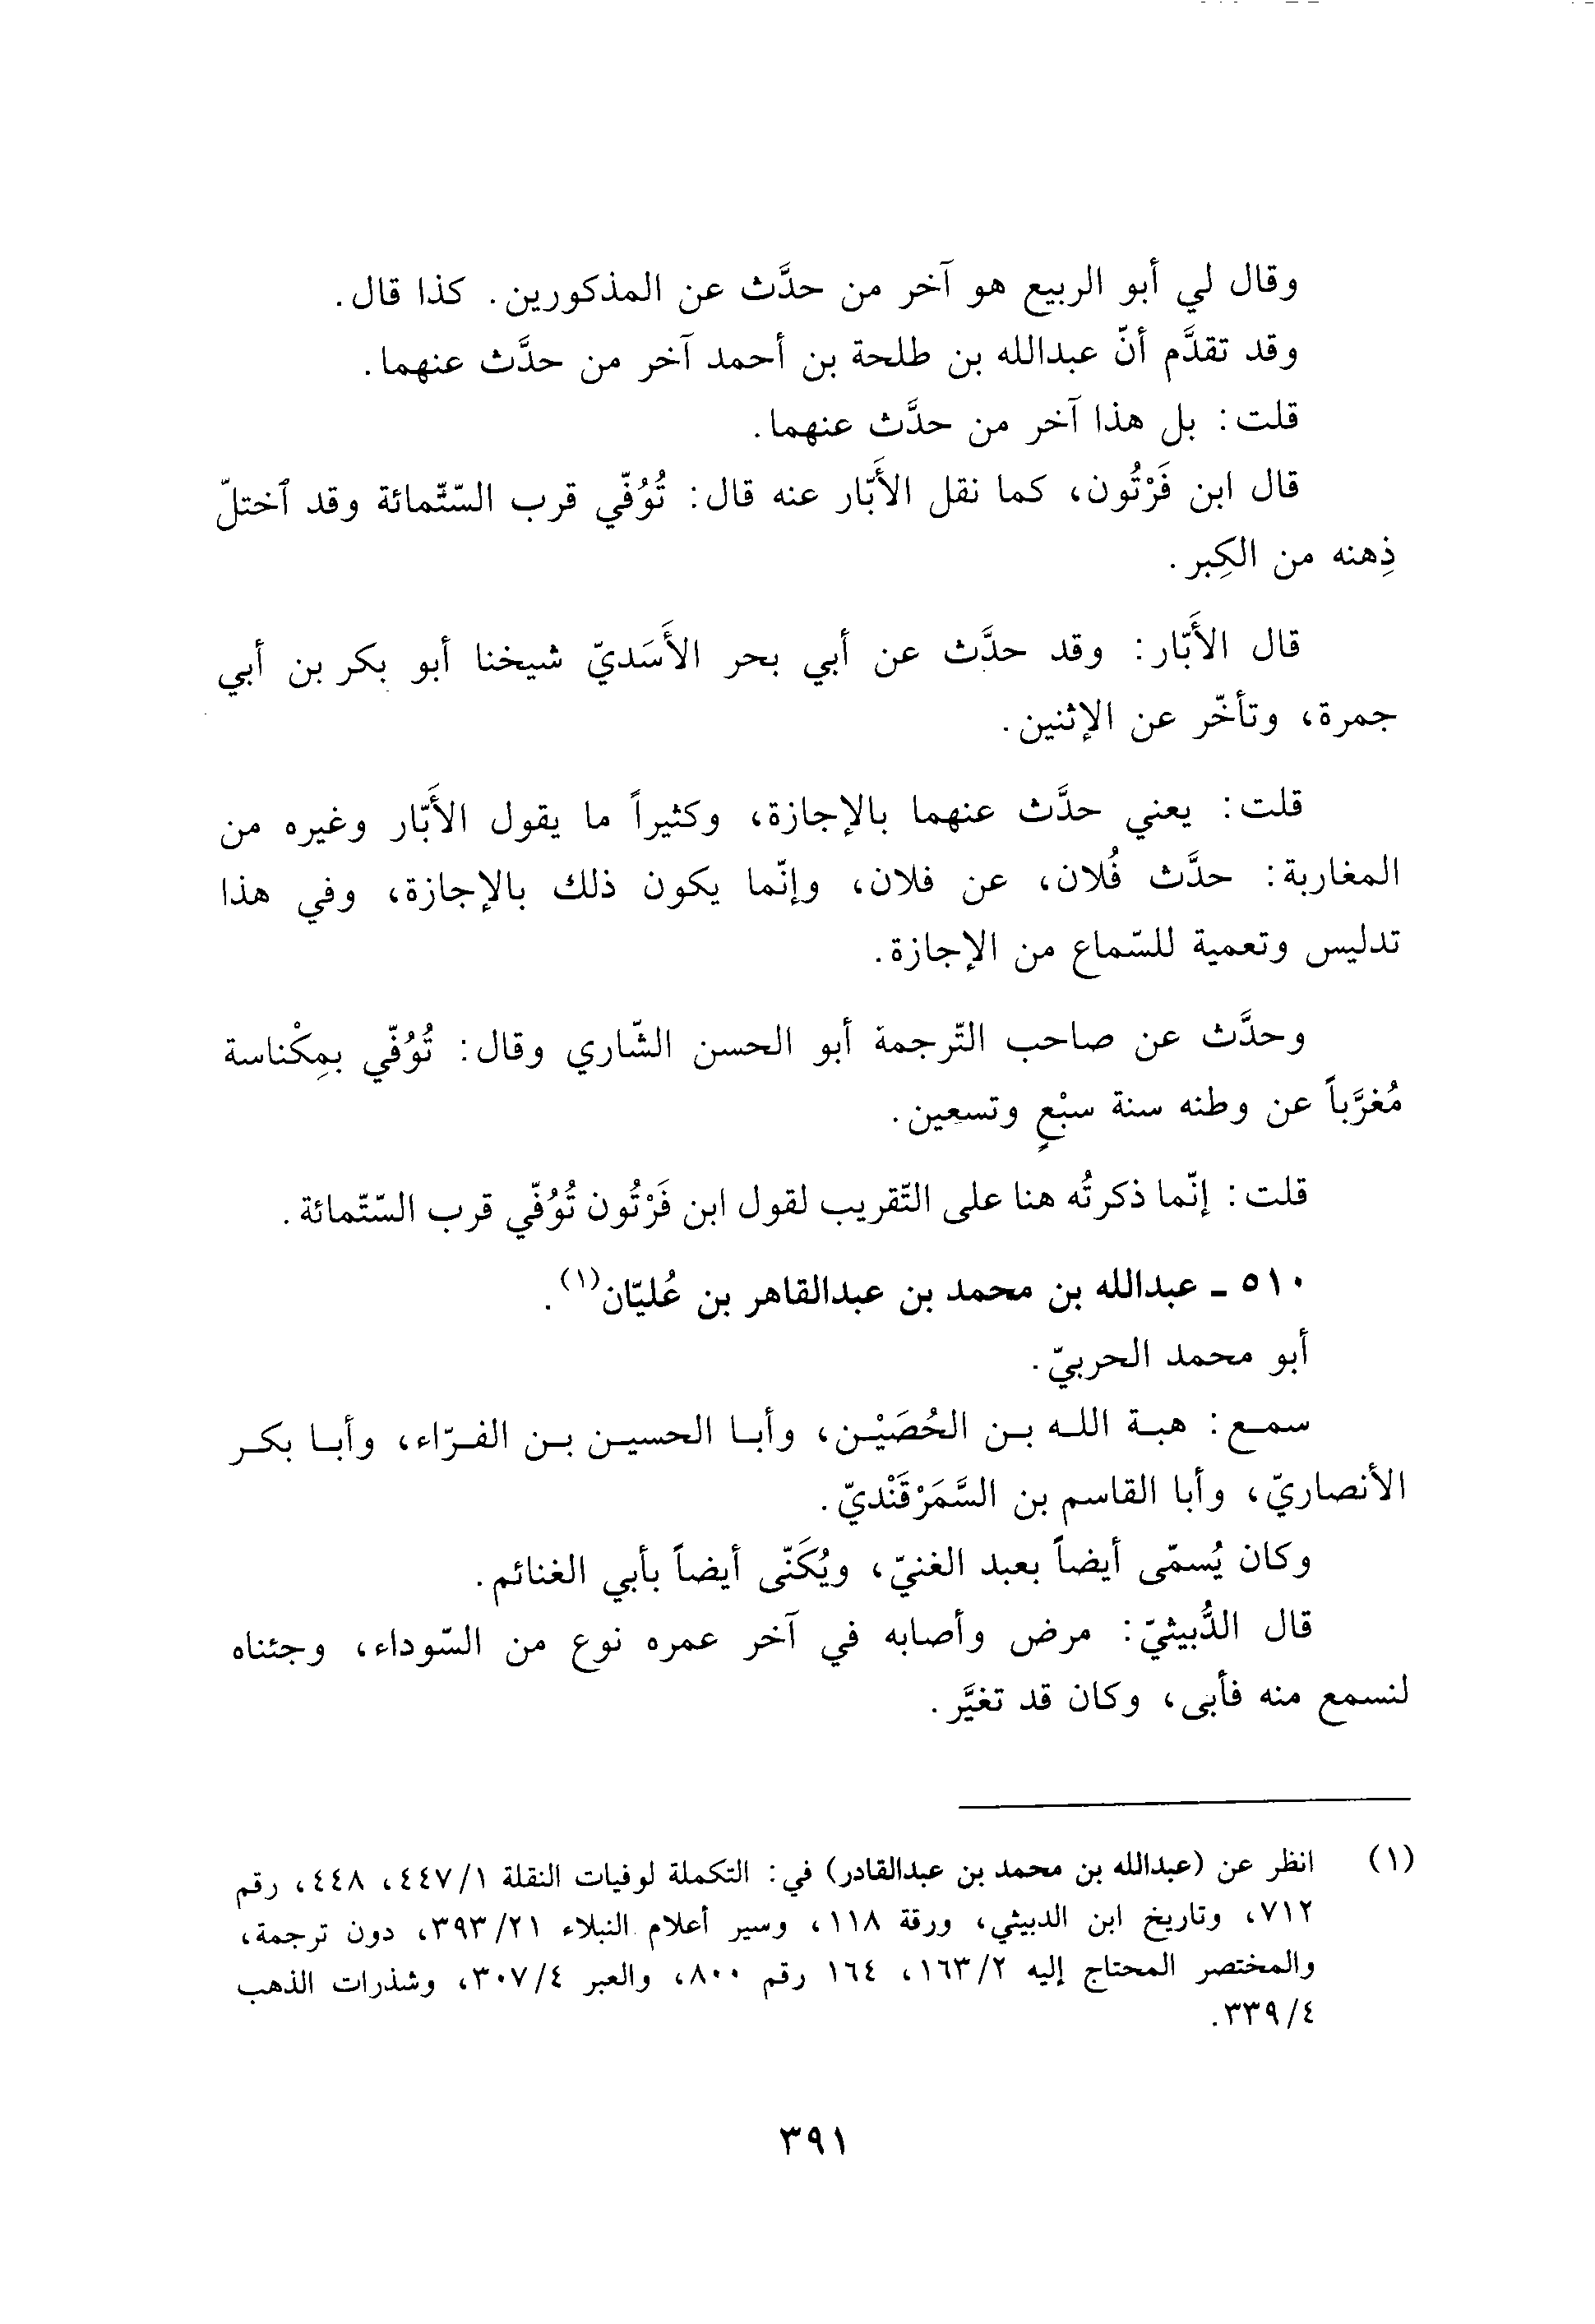 وقال لي أبو الربيع هو آخر من حدَّث عن المذكورين. كذا قال.
وقد تقدَّم أنّ عبدالله بن طلحة بن أحمد آخر من حدَّث عنهما.
قلت: بل هذا آخر من حدَّث عنهما.
قال ابن فَرْتُون، كما نقل الأَبّار عنه قال: تُوُفّي قرب السّتّمائة وقد ٱختلّ
ذِهنه من الكِبر.
قال الأَبّار: وقد حدَّث عن أبي بحر الأَسَديّ شيخنا أبو بكر بن أبي
جمرة، وتأخّر عن الإثنين.
قلت: يعني حدَّث عنهما بالإجازة، وكثيراً ما يقول الأَبّار وغيره من
المغاربة: حدَّث فُلان، عن فلان، وإنّما يكون ذلك بالإجازة، وفي هذا
تدليس وتعمية للسّماع من الإجازة.
وحدَّث عن صاحب التّرجمة أبو الحسن الشّاري وقال: تُوُفّي بمِكْناسة
مُغرَّباً عن وطنه سنة سبْعٍ وتسعين.
قلت: إنّما ذكرتُه هنا على التّقريب لقول ابن فَرْتُون تُوُفّي قرب السّتّمائة.
٥١٠ - عبدالله بن محمد بن عبدالقاهر بن عُليّان(١).
أبو محمد الحربيّ.
سمع: هبة الله بن الحُصَيْن، وأبا الحسين بن الفرّاء، وأبا بكر
الأنصاريّ، وأبا القاسم بن السَّمَرْقَنْديّ.
وكان يُسمّى أيضاً بعبد الغنيّ، ويُكَنّى أيضاً بأبي الغنائم.
قال الدُّبيثيّ: مرض وأصابه في آخر عمره نوع من السّوداء، وجئناه
لنسمع منه فأبى، وكان قد تغيَّر.
(١) انظر عن (عبدالله بن محمد بن عبدالقادر) في: التكملة لوفيات النقلة ٤٤٧/١، ٤٤٨، رقم
٧١٢، وتاريخ ابن الدبيثي، ورقة ١١٨، وسير أعلام النبلاء ٣٩٣/٢١، دون ترجمة،
والمختصر المحتاج إليه ١٦٣/٢، ١٦٤ رقم ٨٠٠، والعبر ٣٠٧/٤، وشذرات الذهب
٣٣٩/٤.
٣٩١